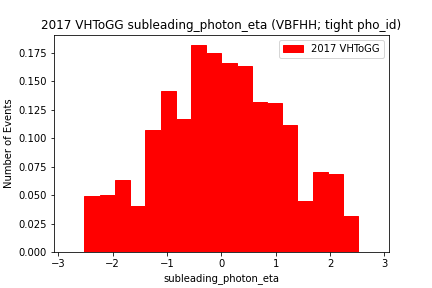 2017 VHToGG subleading_photon_eta (VBFHH; tight pho_id)
2017 VHToGG
Number of Events
0.175
0.150
0.125
0.100
0.075
0.050
0.025
0.000
−3 −2 −1 0 1 2 3
subleading_photon_eta